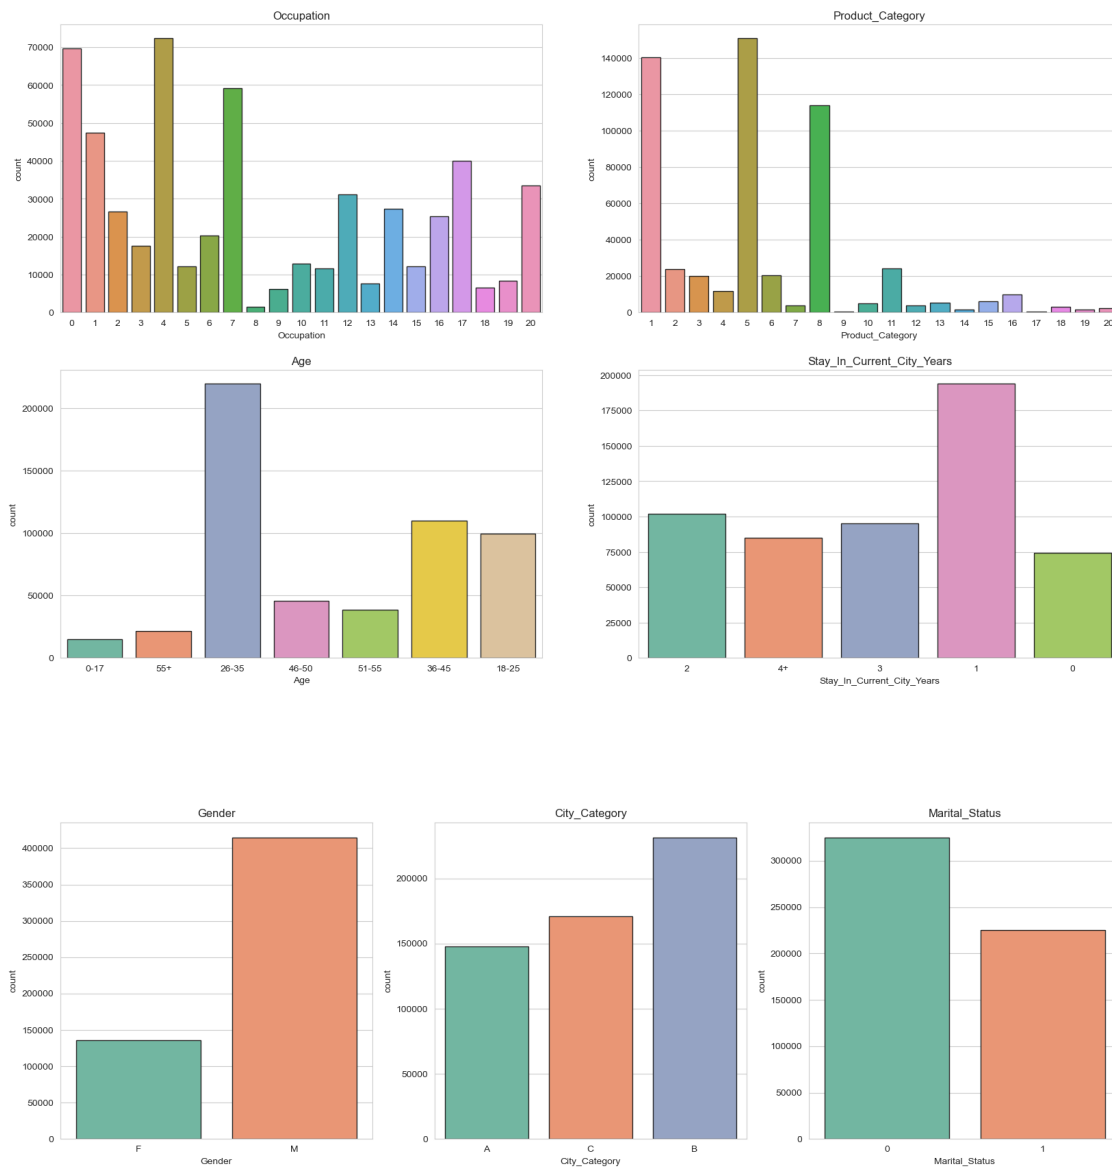 Occupation
70000
60000
50000
40000
30000
20000
10000
0
count
0 1 2 3 4 5 6 7 8 9 10 11 12 13 14 15 16 17 18 19 20
Occupation
Product_Category
140000
120000
100000
80000
60000
40000
20000
0
count
1 2 3 4 5 6 7 8 9 10 11 12 13 14 15 16 17 18 19 20
Product_Category
Age
200000
150000
100000
50000
0
count
0-17 55+ 26-35 46-50 51-55 36-45 18-25
Age
Stay_In_Current_City_Years
200000
175000
150000
125000
100000
75000
50000
25000
0
count
2 4+ 3 1 0
Stay_In_Current_City_Years
Gender
400000
350000
300000
250000
200000
150000
100000
50000
0
count
F M
Gender
City_Category
200000
150000
100000
50000
0
count
A C B
City_Category
Marital_Status
300000
250000
200000
150000
100000
50000
0
count
0 1
Marital_Status